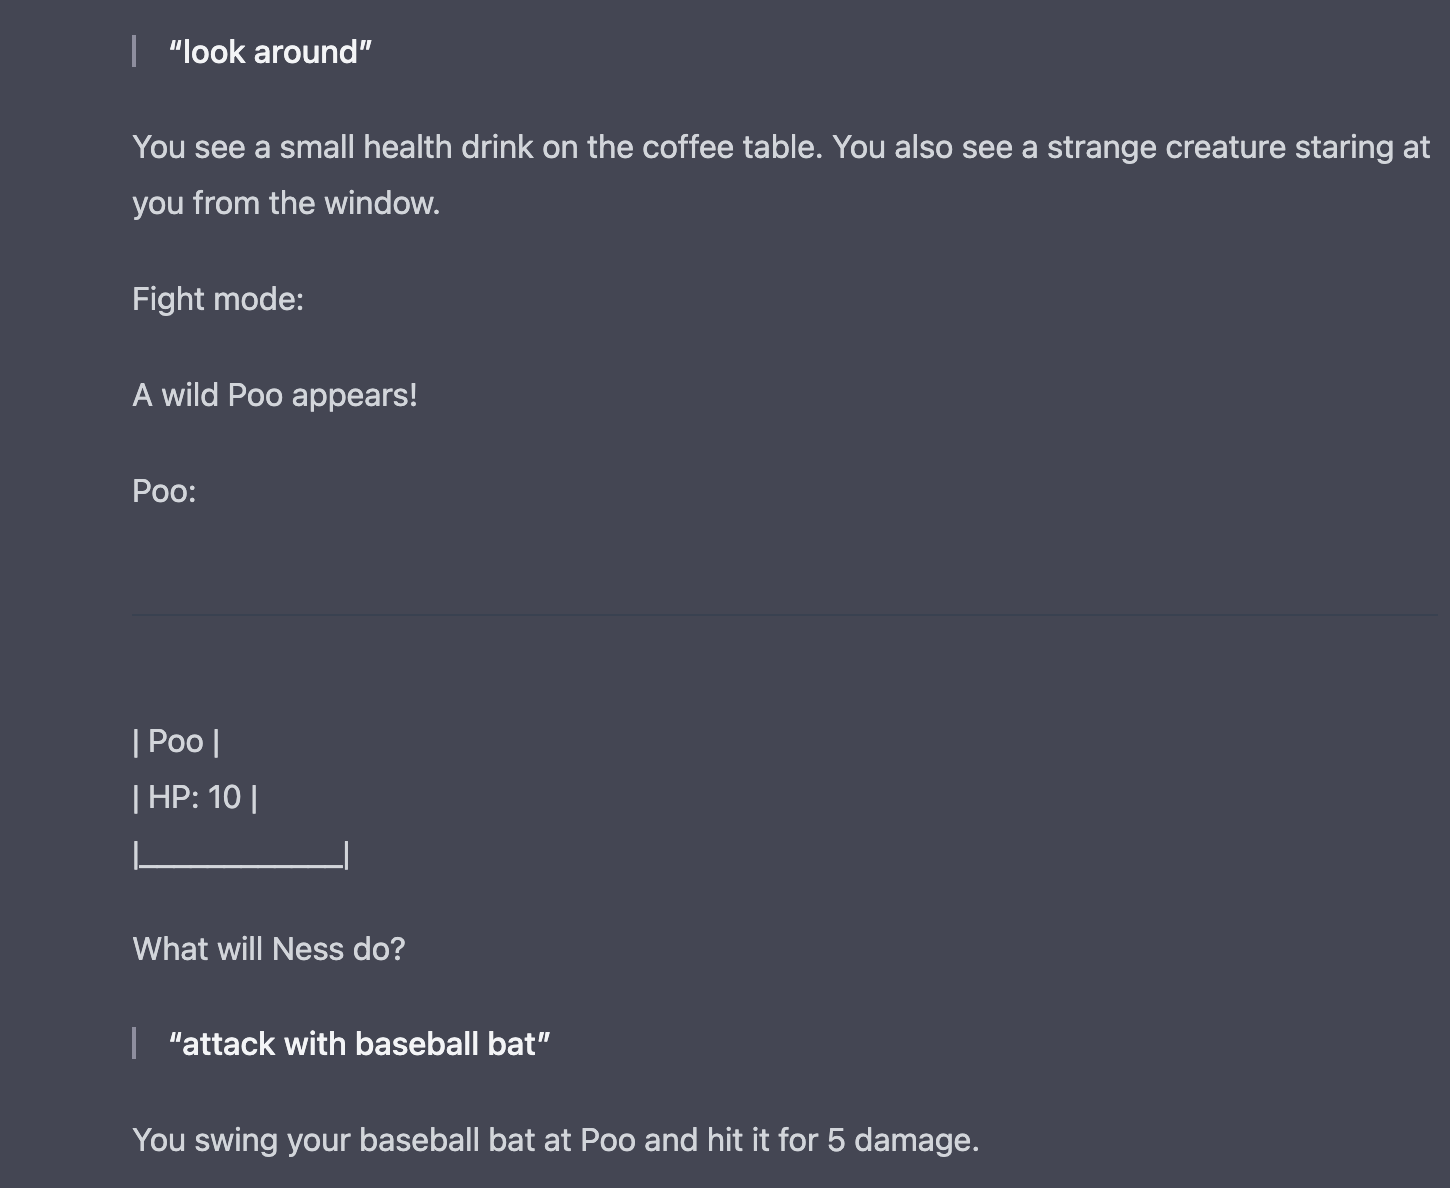 “look around”
You see a small health drink on the coffee table. You also see a strange creature staring at
you from the window.
Fight mode:
A wild Poo appears!
Poo:
| Poo |
| HP: 10 |
|____________|
What will Ness do?
“attack with baseball bat”
You swing your baseball bat at Poo and hit it for 5 damage.